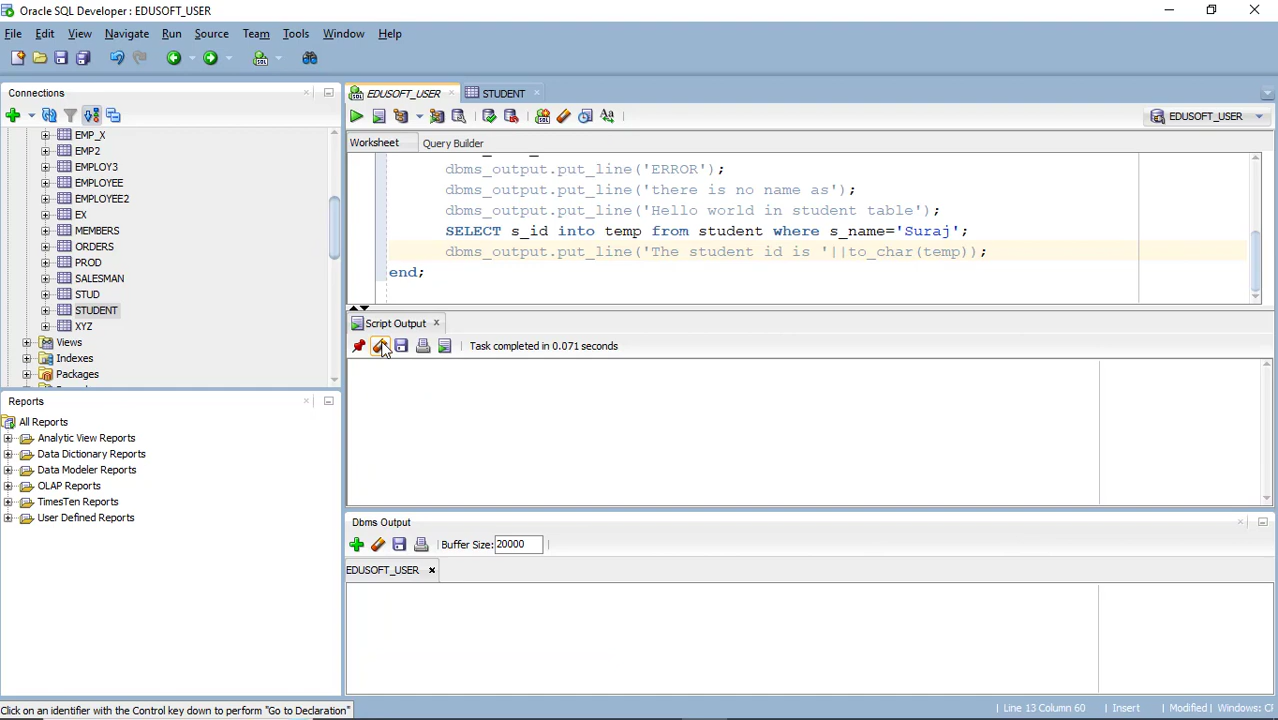 Oracle SQL Developer : EDUSOFT_USER
File Edit View Navigate Run Source Team Tools Window Help
Connections
EMP_X
EMP2
EMPLOY3
EMPLOYEE
EMPLOYEE2
EX
MEMBERS
ORDERS
PROD
SALESMAN
STUD
STUDENT
XYZ
Views
Indexes
Packages
Reports
All Reports
Analytic View Reports
Data Dictionary Reports
Data Modeler Reports
OLAP Reports
TimesTen Reports
User Defined Reports
EDUSOFT_USER STUDENT
EDUSOFT_USER
Worksheet Query Builder
dbms_output.put_line('ERROR');
dbms_output.put_line('there is no name as');
dbms_output.put_line('Hello world in student table');
SELECT s_id into temp from student where s_name='Suraj';
dbms_output.put_line('The student id is '||to_char(temp));
end;
Script Output
Task completed in 0.071 seconds
Dbms Output
Buffer Size: 20000
EDUSOFT_USER
Click on an identifier with the Control key down to perform "Go to Declaration"
Line 13 Column 60 Insert Modified Windows: CF